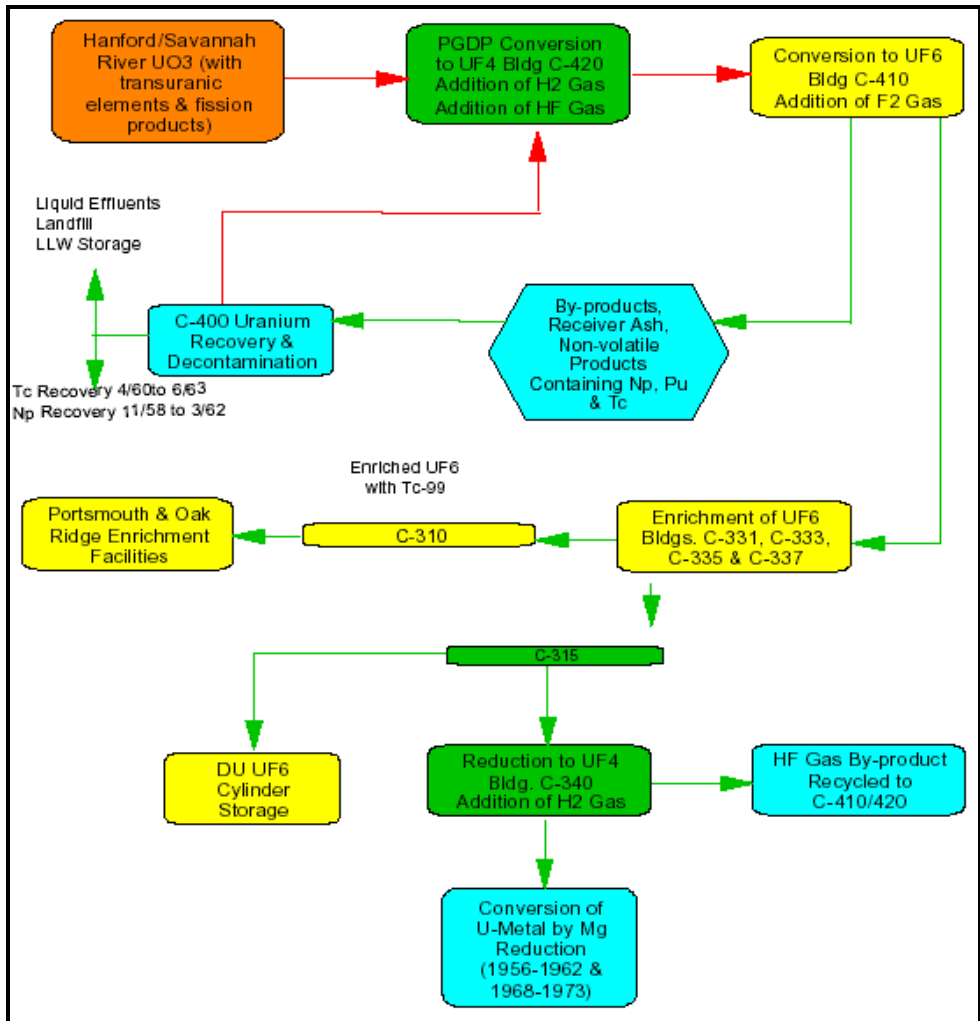 Hanford/Savannah
River UO3 (with
transuranic
elements & fission
products)
PGDP Conversion
to UF4 Bldg C-420
Addition of H2 Gas
Addition of HF Gas
Conversion to UF6
Bldg C-410
Addition of F2 Gas
Liquid Effluents
Landfill
LLW Storage
C-400 Uranium
Recovery &
Decontamination
By-products,
Receiver Ash,
Non-volatile
Products
Containing Np, Pu
& Tc
Tc Recovery 4/60to 6/63
Np Recovery 11/58 to 3/62
Enriched UF6
with Tc-99
Portsmouth & Oak
Ridge Enrichment
Facilities
C-310
Enrichment of UF6
Bldgs. C-331, C-333,
C-335 & C-337
C-315
DU UF6
Cylinder
Storage
Reduction to UF4
Bldg. C-340
Addition of H2 Gas
HF Gas By-product
Recycled to
C-410/420
Conversion of
U-Metal by Mg
Reduction
(1956-1962 &
1968-1973)